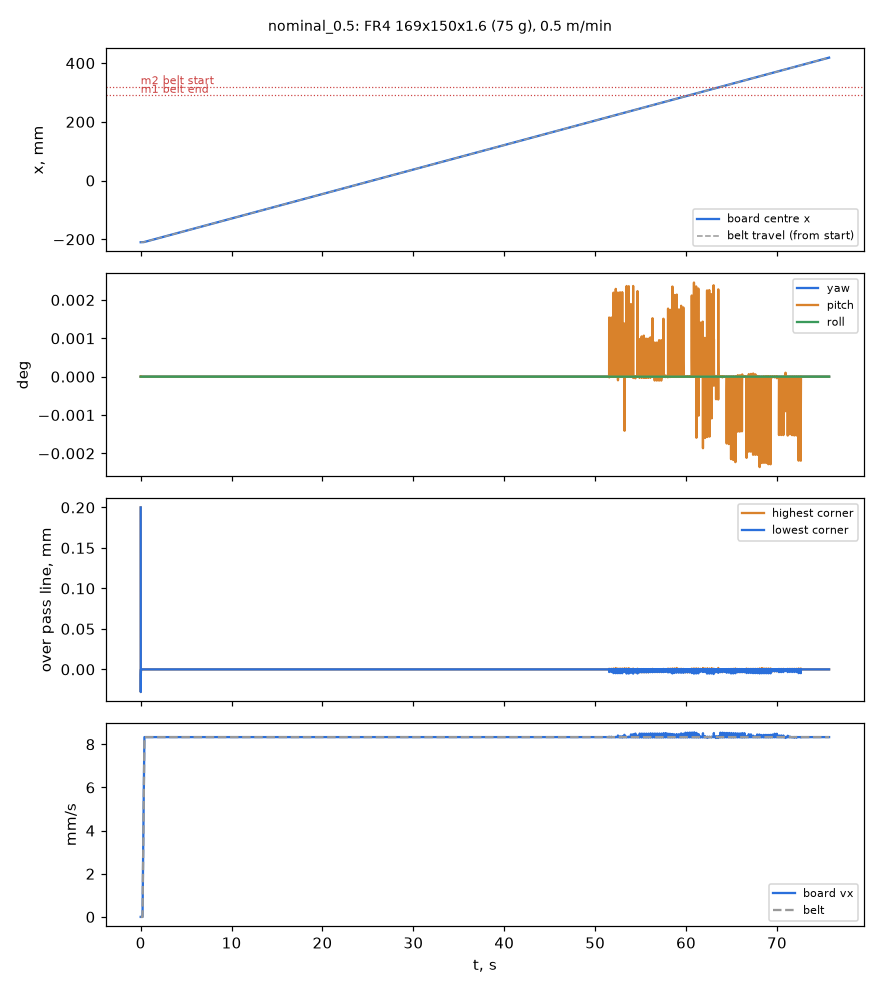 nominal_0.5: FR4 169x150x1.6 (75 g), 0.5 m/min
400
200
0
−200
x, mm
m2 belt start
m1 belt end
board centre x
belt travel (from start)
0.002
0.001
0.000
−0.001
−0.002
deg
yaw
pitch
roll
0.20
0.15
0.10
0.05
0.00
over pass line, mm
highest corner
lowest corner
8
6
4
2
0
mm/s
board vx
belt
0 10 20 30 40 50 60 70
t, s